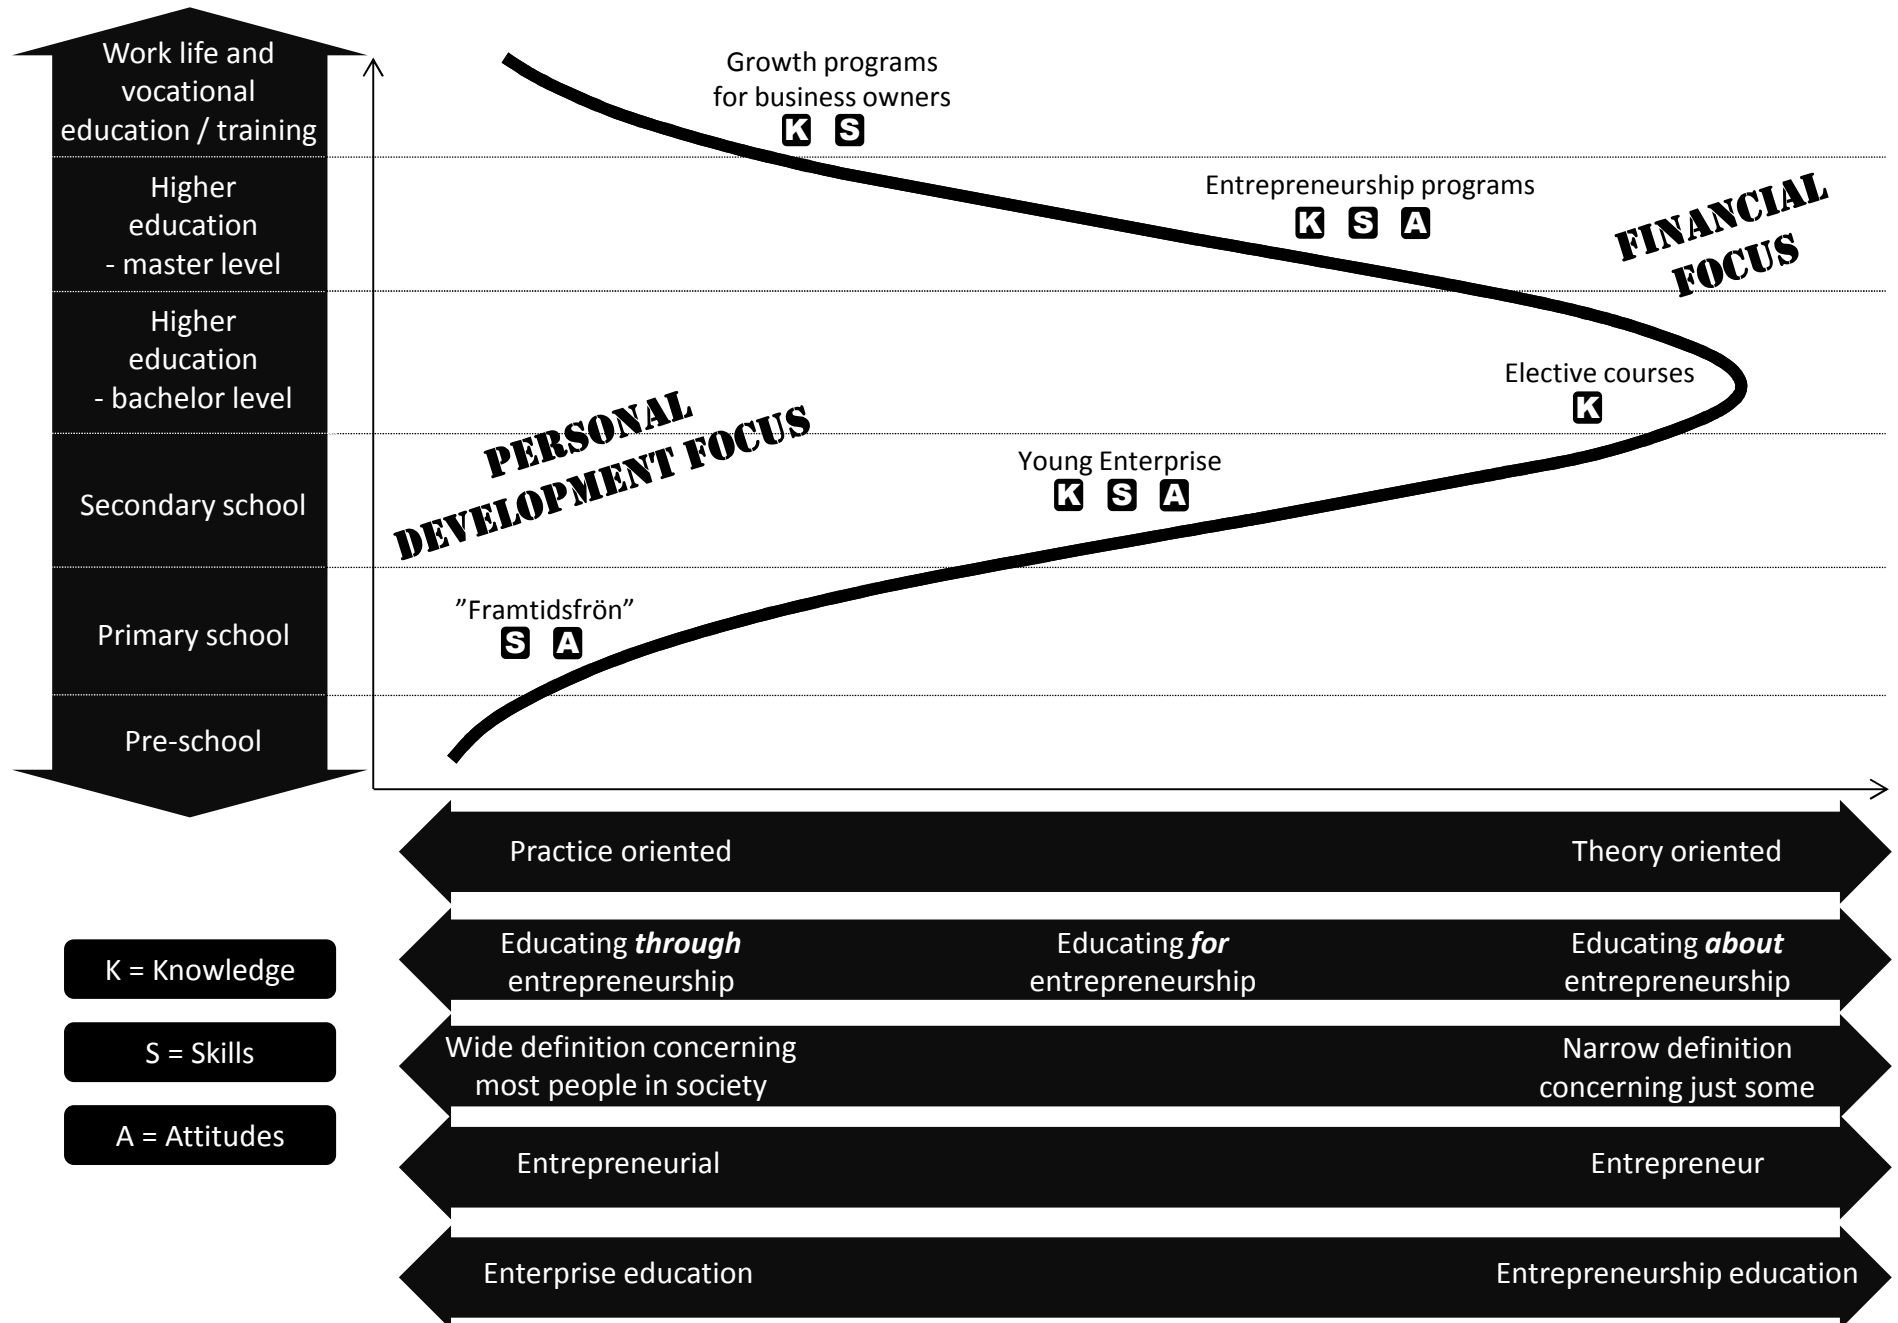 Work life and
vocational
education / training
Higher
education
- master level
Higher
education
- bachelor level
Secondary school
Primary school
Pre-school
Growth programs
for business owners
K S
Entrepreneurship programs
K S A
FINANCIAL
FOCUS
Elective courses
K
PERSONAL
DEVELOPMENT FOCUS
Young Enterprise
K S A
”Framtidsfrön”
S A
Practice oriented
Theory oriented
Educating through
entrepreneurship
Educating for
entrepreneurship
Educating about
entrepreneurship
Wide definition concerning
most people in society
Narrow definition
concerning just some
Entrepreneurial
Entrepreneur
Enterprise education
Entrepreneurship education
K = Knowledge
S = Skills
A = Attitudes